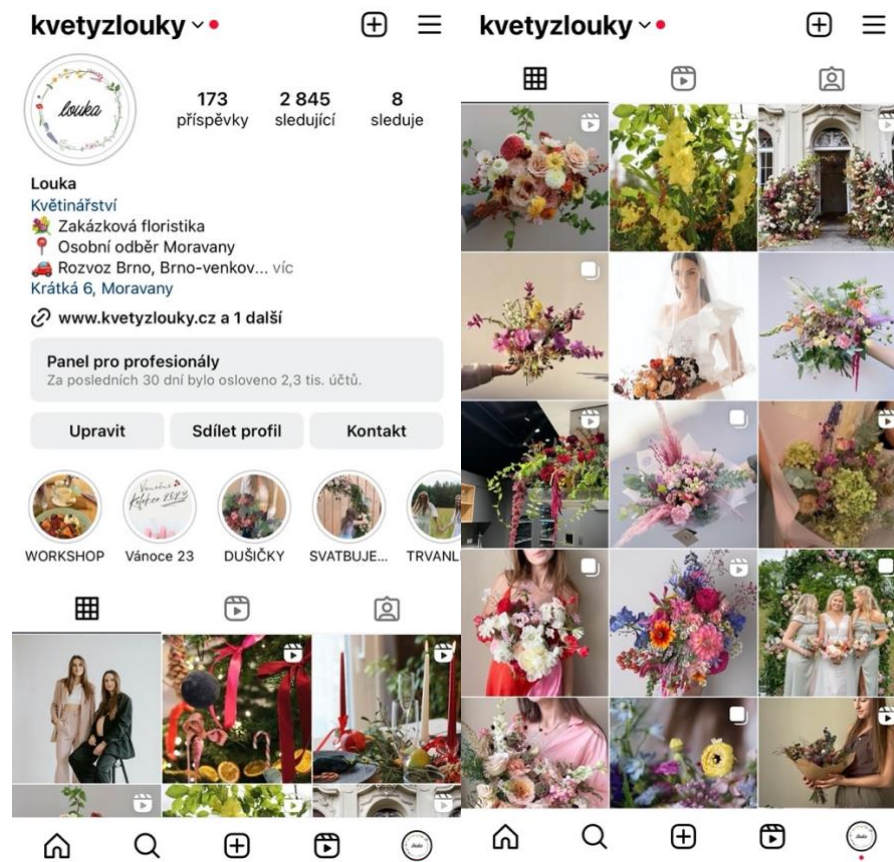 kvetyzlouky
louka
173
příspěvky
2 845
sledující
8
sleduje
Louka
Květinářství
Zakázková floristika
Osobní odběr Moravany
Rozvoz Brno, Brno-venkov... víc
Krátká 6, Moravany
www.kvetyzlouky.cz a 1 další
Panel pro profesionály
Za posledních 30 dní bylo osloveno 2,3 tis. účtů.
Upravit
Sdílet profil
Kontakt
WORKSHOP
Vánoce 23
DUŠIČKY
SVATBUJE...
TRVANL
kvetyzlouky